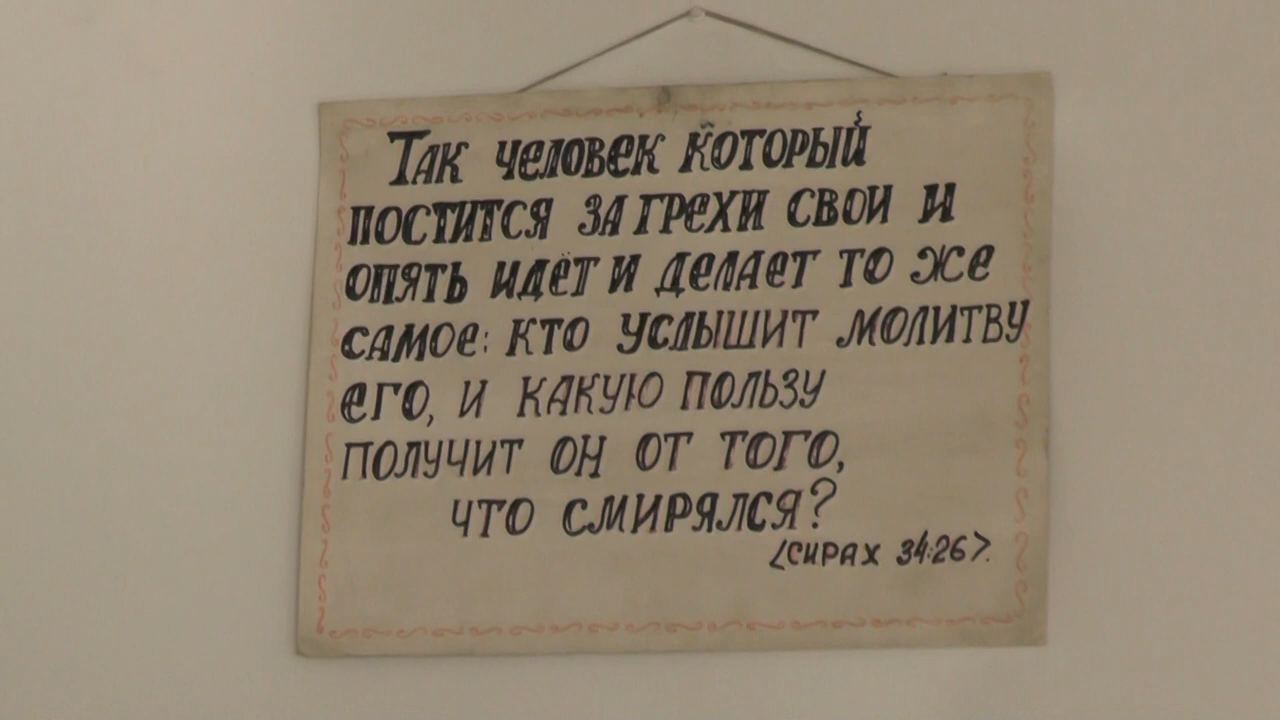 Так человек который
постится за грехи свои и
опять идёт и делает то же
самое: кто услышит молитву
его, и какую пользу
получит он от того,
что смирялся?
<Сирах 34:26>.